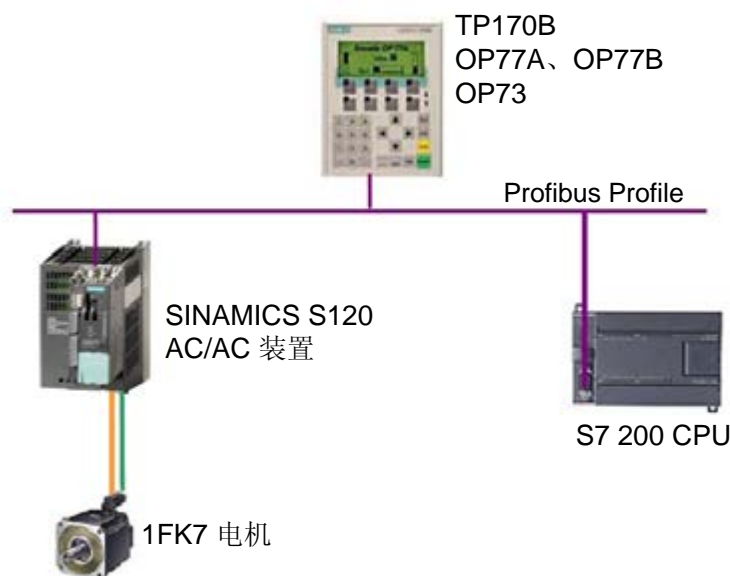 TP170B
OP77A、OP77B
OP73
Profibus Profile
SINAMICS S120
AC/AC 装置
S7 200 CPU
1FK7 电机